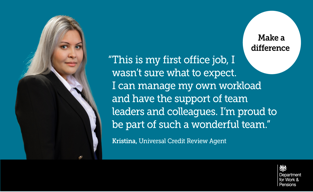 Make a
difference
“This is my first office job, I
wasn’t sure what to expect.
I can manage my own workload
and have the support of team
leaders and colleagues. I’m proud to
be part of such a wonderful team.”
Kristina, Universal Credit Review Agent
Department
for Work &
Pensions